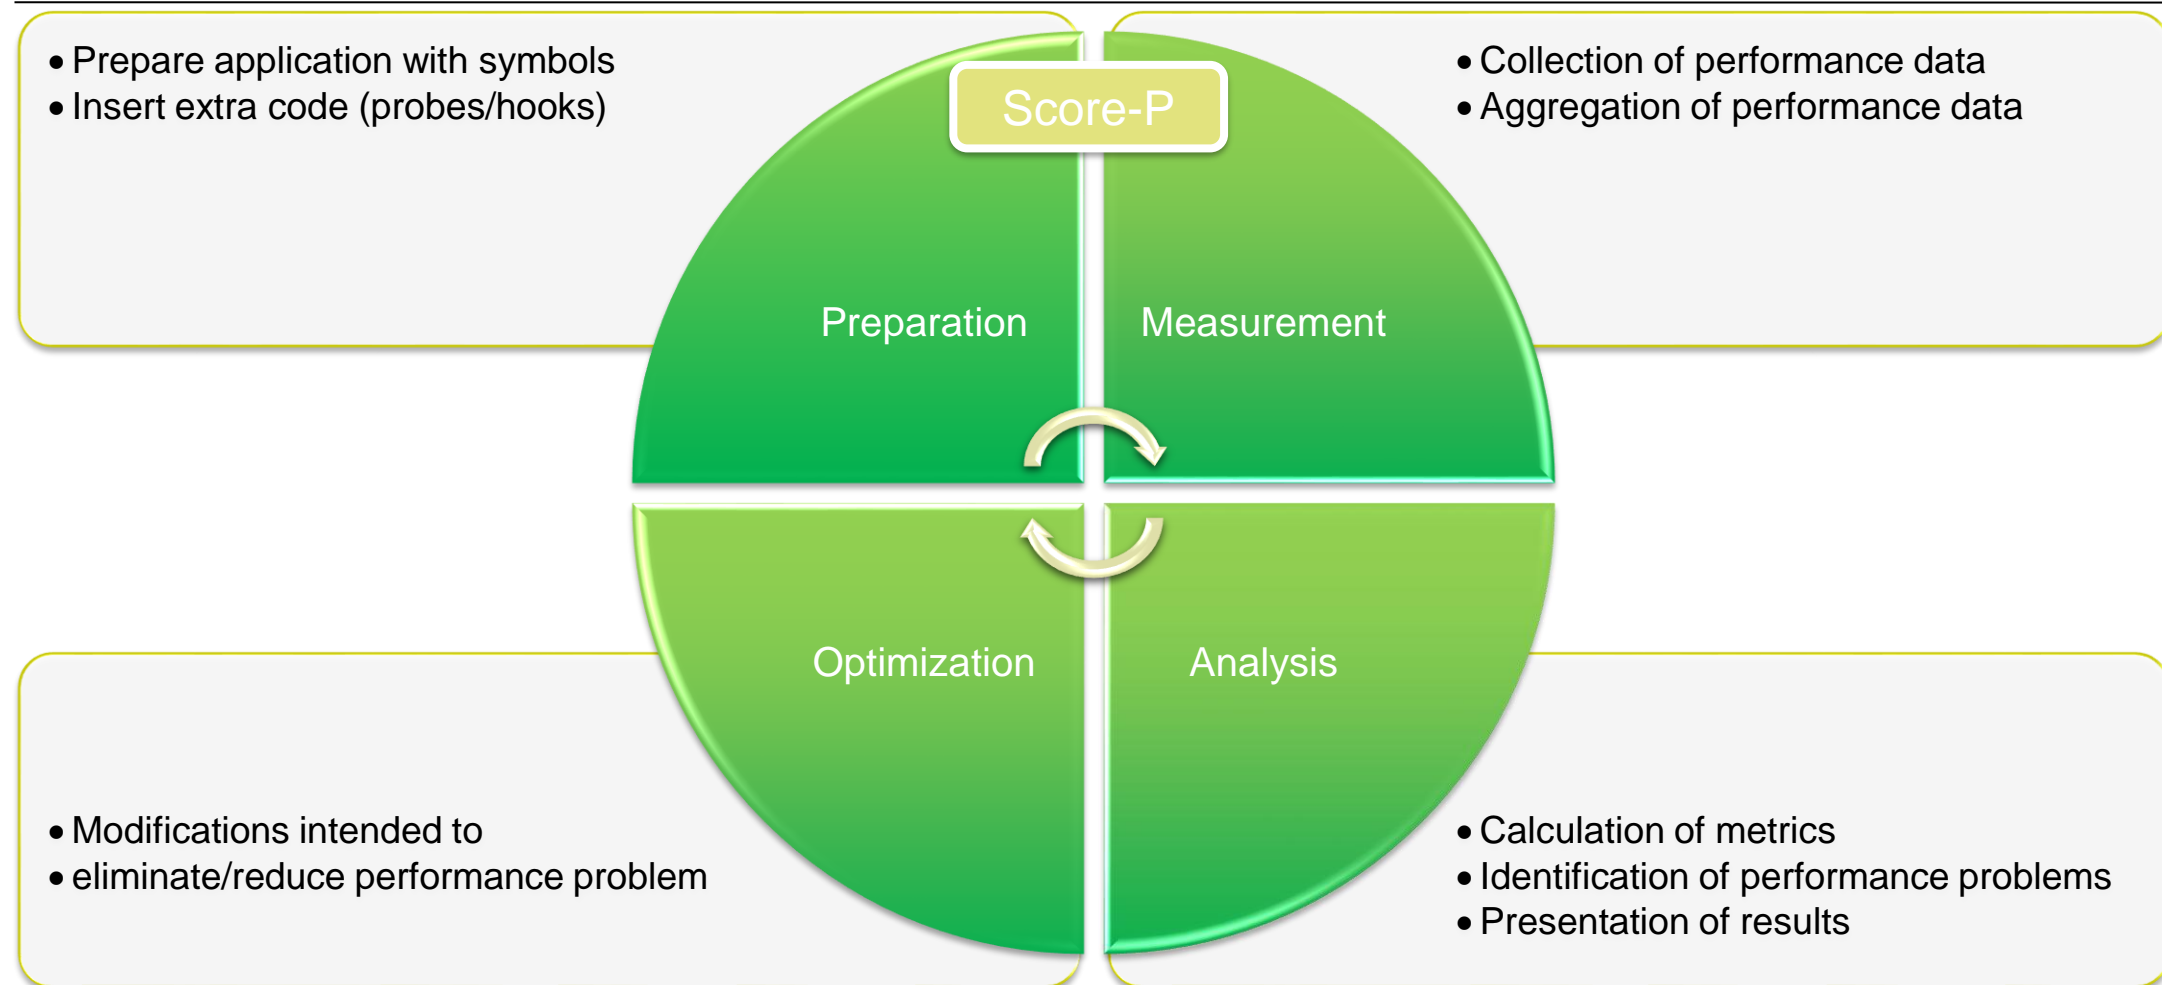 • Prepare application with symbols
• Insert extra code (probes/hooks)
Score-P
• Collection of performance data
• Aggregation of performance data
Preparation
Measurement
Optimization
Analysis
• Modifications intended to
• eliminate/reduce performance problem
• Calculation of metrics
• Identification of performance problems
• Presentation of results